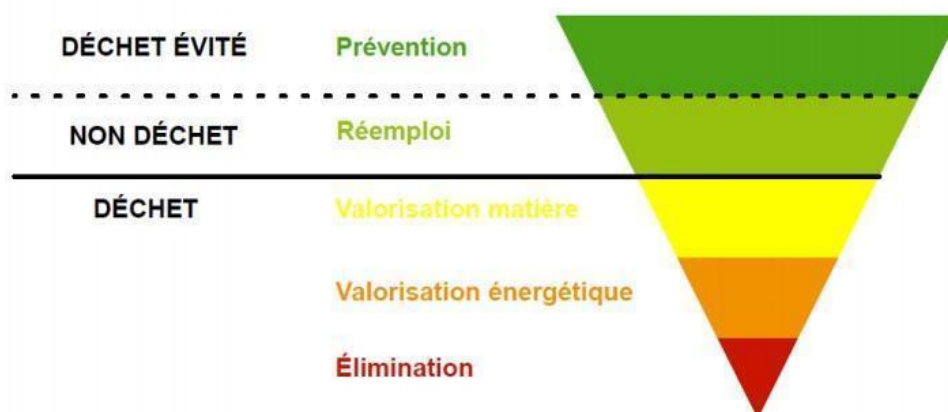 DÉCHET ÉVITÉ Prévention
NON DÉCHET Réemploi
DÉCHET Valorisation matière
Valorisation énergétique
Élimination